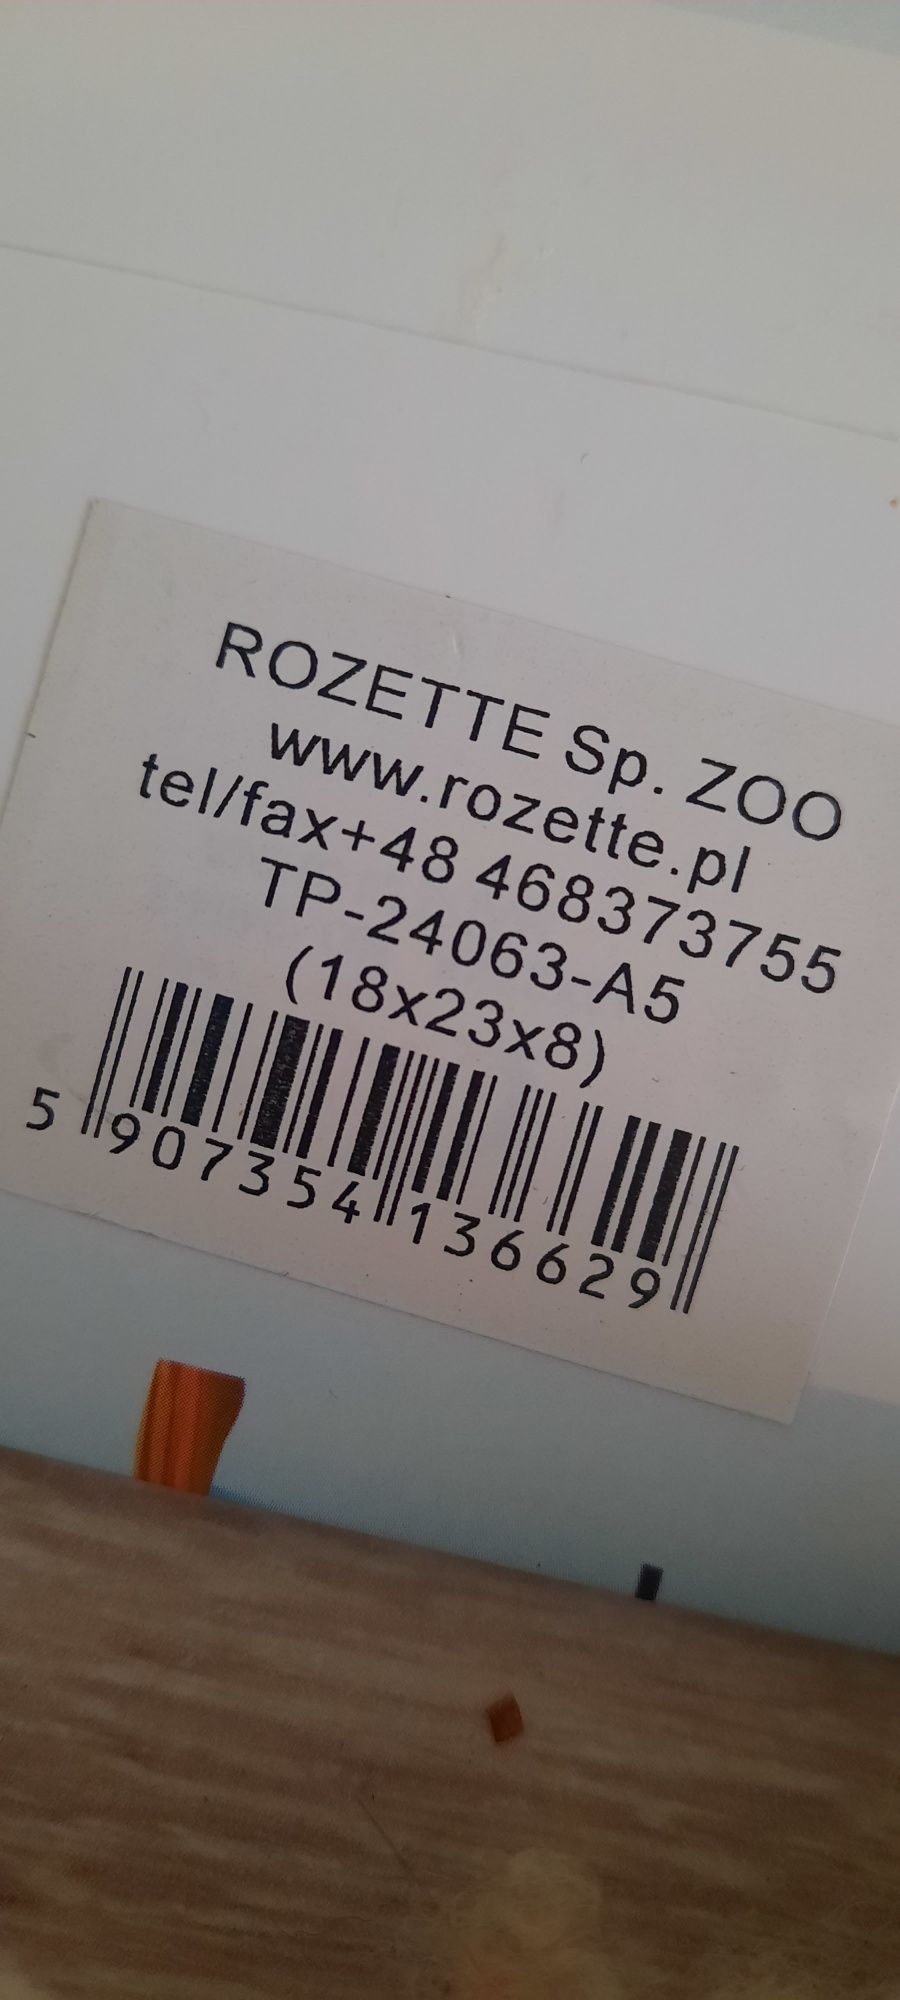 ROZETTE Sp. ZOO
www.rozette.pl
tel/fax+48 468373755
TP-24063-A5
(18x23x8)
5 907354 136629